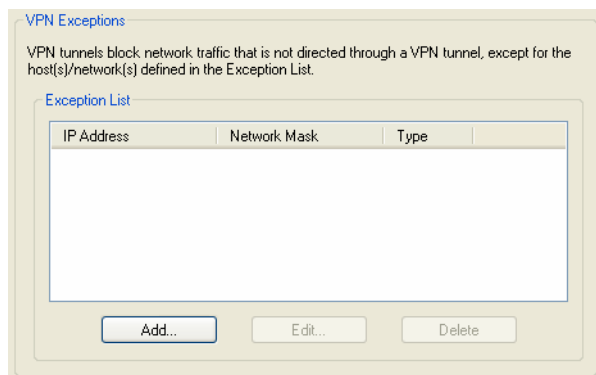 VPN Exceptions
VPN tunnels block network traffic that is not directed through a VPN tunnel, except for the
host(s)/network(s) defined in the Exception List.
Exception List
IP Address Network Mask Type
Add... Edit... Delete